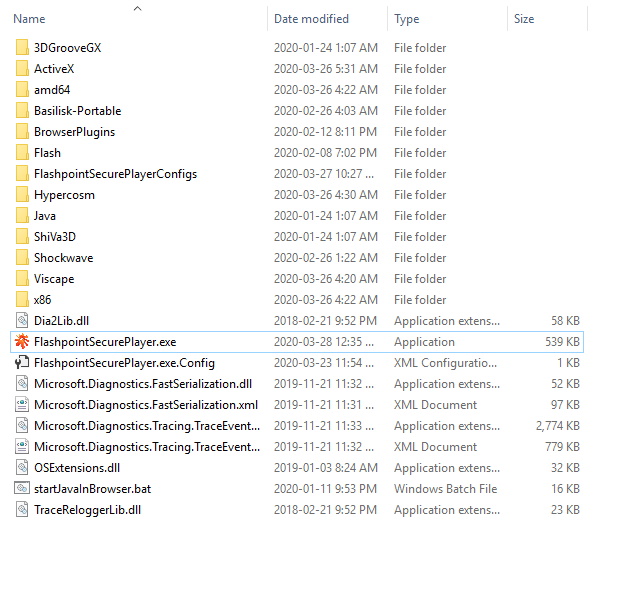 Name Date modified Type Size
3DGrooveGX 2020-01-24 1:07 AM File folder
ActiveX 2020-03-26 5:31 AM File folder
amd64 2020-03-26 4:22 AM File folder
Basilisk-Portable 2020-02-26 4:03 AM File folder
BrowserPlugins 2020-02-12 8:11 PM File folder
Flash 2020-02-08 7:02 PM File folder
FlashpointSecurePlayerConfigs 2020-03-27 10:27 ... File folder
Hypercosm 2020-03-26 4:30 AM File folder
Java 2020-01-24 1:07 AM File folder
ShiVa3D 2020-01-24 1:07 AM File folder
Shockwave 2020-02-26 1:22 AM File folder
Viscape 2020-03-26 4:20 AM File folder
x86 2020-03-26 4:22 AM File folder
Dia2Lib.dll 2018-02-21 9:52 PM Application extens... 58 KB
FlashpointSecurePlayer.exe 2020-03-28 12:35 ... Application 539 KB
FlashpointSecurePlayer.exe.Config 2020-03-23 11:54 ... XML Configuratio... 1 KB
Microsoft.Diagnostics.FastSerialization.dll 2019-11-21 11:32 ... Application extens... 52 KB
Microsoft.Diagnostics.FastSerialization.xml 2019-11-21 11:31 ... XML Document 97 KB
Microsoft.Diagnostics.Tracing.TraceEvent... 2019-11-21 11:33 ... Application extens... 2,774 KB
Microsoft.Diagnostics.Tracing.TraceEvent... 2019-11-21 11:32 ... XML Document 779 KB
OSExtensions.dll 2019-01-03 8:24 AM Application extens... 32 KB
startJavaInBrowser.bat 2020-01-11 9:53 PM Windows Batch File 16 KB
TraceReloggerLib.dll 2018-02-21 9:52 PM Application extens... 23 KB